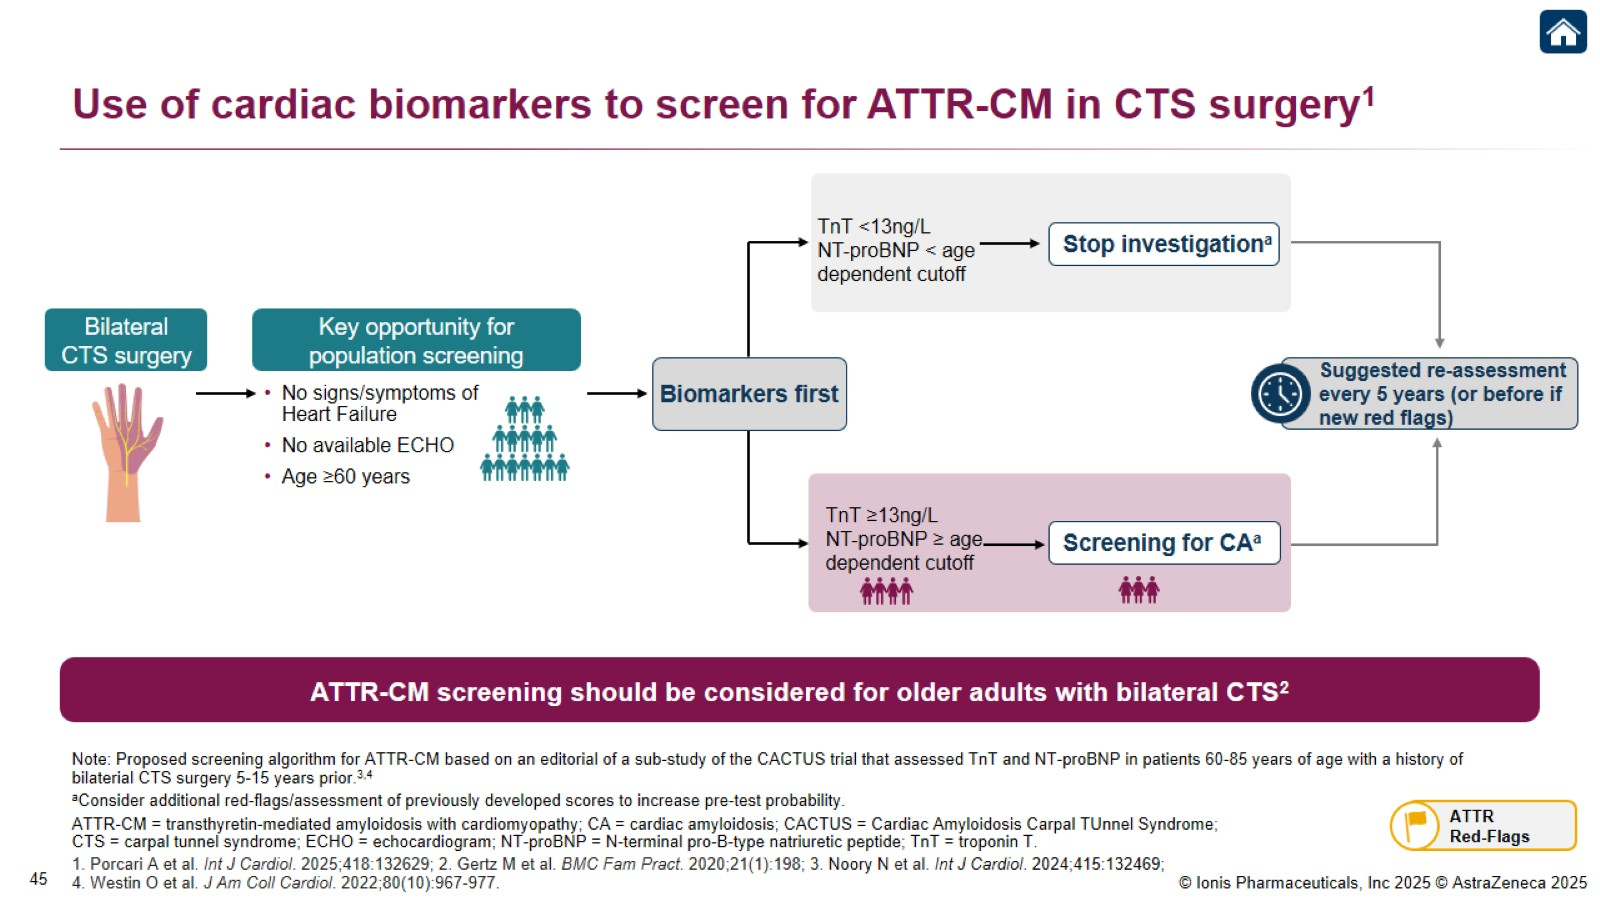 Use of cardiac biomarkers to screen for ATTR-CM in CTS surgery1
Bilateral
CTS surgery
Key opportunity for
population screening
• No signs/symptoms of
Heart Failure
• No available ECHO
• Age ≥60 years
Biomarkers first
TnT <13ng/L
NT-proBNP < age
dependent cutoff
Stop investigationa
TnT ≥13ng/L
NT-proBNP ≥ age
dependent cutoff
Screening for CAa
Suggested re-assessment
every 5 years (or before if
new red flags)
ATTR-CM screening should be considered for older adults with bilateral CTS2
Note: Proposed screening algorithm for ATTR-CM based on an editorial of a sub-study of the CACTUS trial that assessed TnT and NT-proBNP in patients 60-85 years of age with a history of
bilaterial CTS surgery 5-15 years prior.3,4
aConsider additional red-flags/assessment of previously developed scores to increase pre-test probability.
ATTR-CM = transthyretin-mediated amyloidosis with cardiomyopathy; CA = cardiac amyloidosis; CACTUS = Cardiac Amyloidosis Carpal TUnnel Syndrome;
CTS = carpal tunnel syndrome; ECHO = echocardiogram; NT-proBNP = N-terminal pro-B-type natriuretic peptide; TnT = troponin T.
1. Porcari A et al. Int J Cardiol. 2025;418:132629; 2. Gertz M et al. BMC Fam Pract. 2020;21(1):198; 3. Noory N et al. Int J Cardiol. 2024;415:132469;
4. Westin O et al. J Am Coll Cardiol. 2022;80(10):967-977.
ATTR
Red-Flags
45
© Ionis Pharmaceuticals, Inc 2025 © AstraZeneca 2025